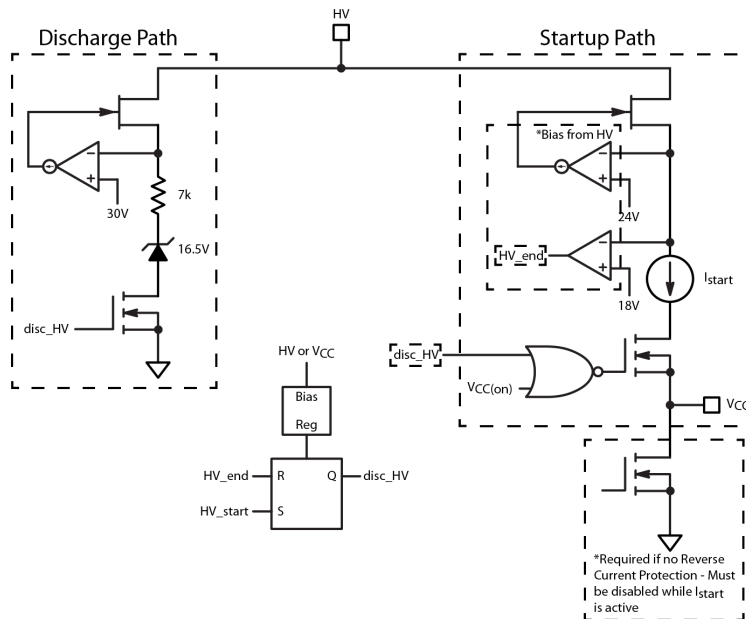 HV
Discharge Path
Startup Path
*Bias from HV
−
+
30V
7k
16.5V
disc_HV
−
+
24V
HV_end
−
+
18V
Istart
disc_HV
VCC(on)
VCC
HV or VCC
Bias
Reg
HV_end
R
Q
disc_HV
HV_start
S
*Required if no Reverse
Current Protection - Must
be disabled while Istart
is active